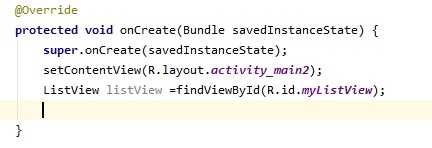 @Override
protected void onCreate(Bundle savedInstanceState) {
super.onCreate(savedInstanceState);
setContentView(R.layout.activity_main2);
ListView listView =findViewById(R.id.myListView);
}